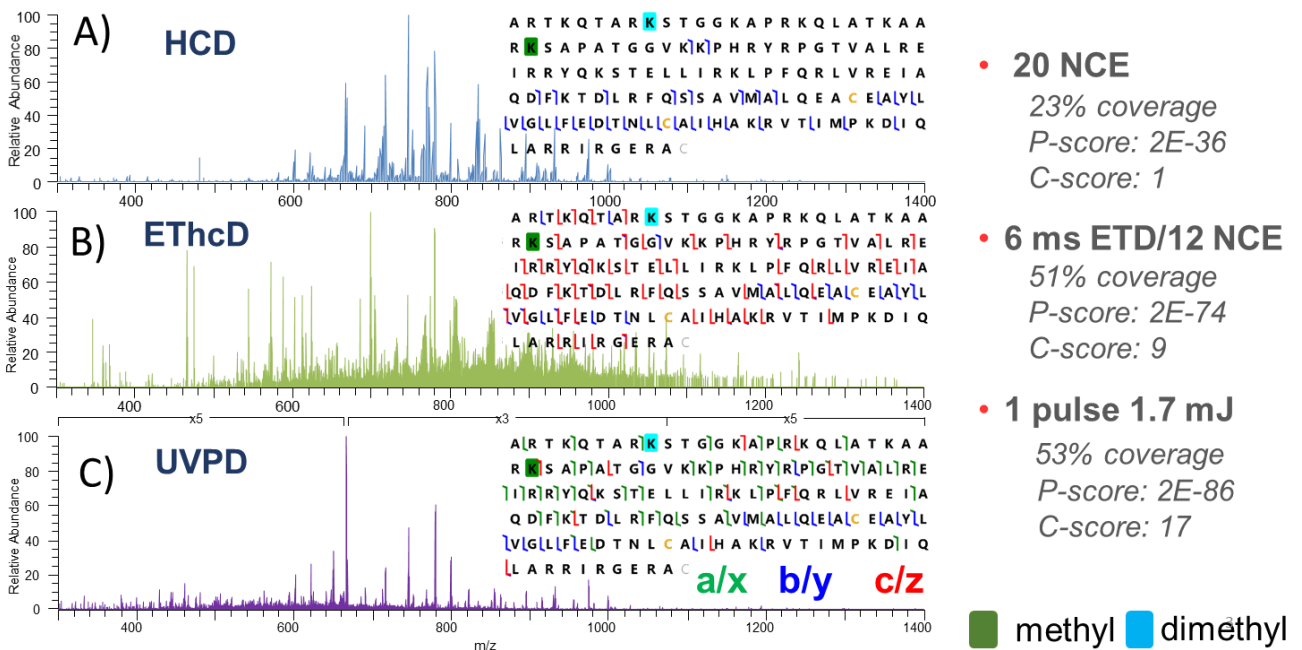 A)
HCD
Relative Abundance
100
80
60
40
20
0
400
600
800
1000
1200
1400
A R T K Q T A R K S T G G K A P R K Q L A T K A A
R K S A P A T G G V K K P H R Y R P G T V A L R E
I R R Y Q K S T E L L I R K L P F Q R L V R E I A
Q D F K T D L R F Q S S A V M A L Q E A C E A Y L
V G L F E D T N L C A I H A K R V T I M P K D I Q
L A R R I R G E R A C
B)
EThcD
Relative Abundance
100
80
60
40
20
0
400
600
800
1000
1200
1400
A R T K Q T A R K S T G G K A P R K Q L A T K A A
R K S A P A T G G V K K P H R Y R P G T V A L R E
I R R Y Q K S T E L L I R K L P F Q R L V R E I A
Q D F K T D L R F Q S S A V M A L Q E A C E A Y L
V G L F E D T N L C A I H A K R V T I M P K D I Q
L A R R I R G E R A C
x5
x3
x5
C)
UVPD
Relative Abundance
100
80
60
40
20
0
400
600
800
1000
1200
1400
m/z
A R T K Q T A R K S T G G K A P R K Q L A T K A A
R K S A P A T G G V K K P H R Y R P G T V A L R E
I R R Y Q K S T E L L I R K L P F Q R L V R E I A
Q D F K T D L R F Q S S A V M A L Q E A C E A Y L
V G L F E D T N L C A I H A K R V T I M P K D I Q
L A R R I R G E R A C
a/x b/y c/z
• 20 NCE
23% coverage
P-score: 2E-36
C-score: 1
• 6 ms ETD/12 NCE
51% coverage
P-score: 2E-74
C-score: 9
• 1 pulse 1.7 mJ
53% coverage
P-score: 2E-86
C-score: 17
3
methyl dimethyl